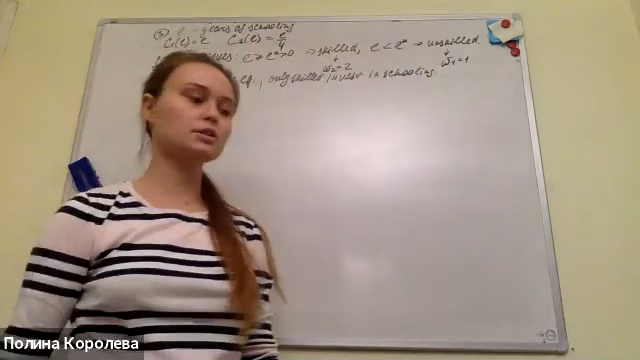 - years of schooling
C₁(e)=e C₂(e)=e/4
e ≥ e*>0 ⇒ skilled, e < e* → unskilled.
w₂=2 w₁=1
eq., only skilled invest in schooling.
Полина Королева